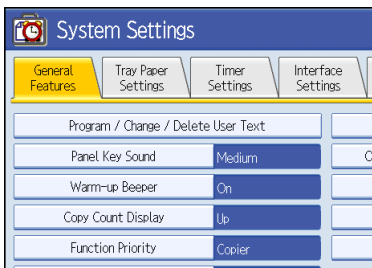 System Settings
General Features
Tray Paper Settings
Timer Settings
Interface Settings
Program / Change / Delete User Text
Panel Key Sound Medium
Warm-up Beeper On
Copy Count Display Up
Function Priority Copier